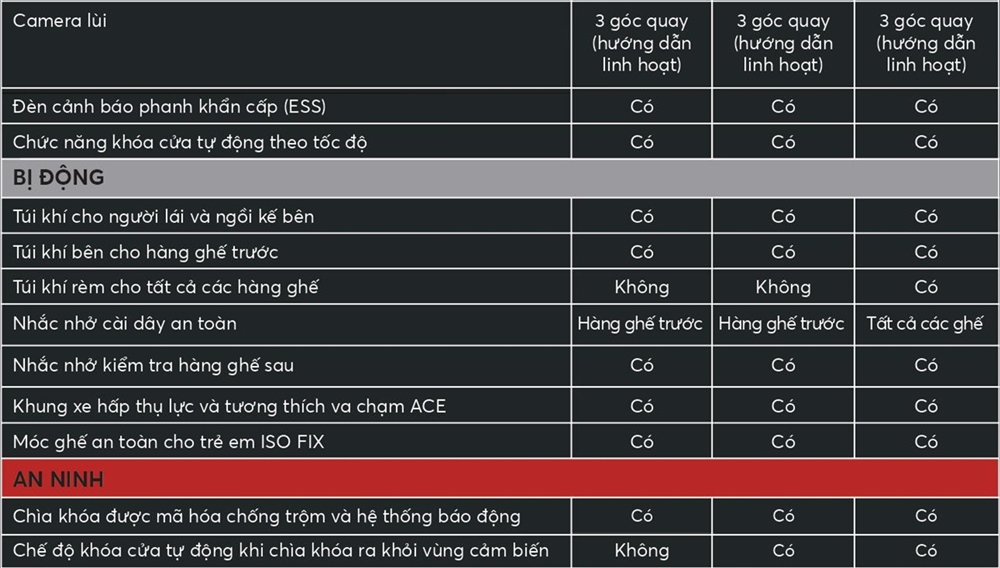 Camera lùi 3 góc quay (hướng dẫn linh hoạt) 3 góc quay (hướng dẫn linh hoạt) 3 góc quay (hướng dẫn linh hoạt)
Đèn cảnh báo phanh khẩn cấp (ESS) Có Có Có
Chức năng khóa cửa tự động theo tốc độ Có Có Có
BỊ ĐỘNG
Túi khí cho người lái và ngồi kế bên Có Có Có
Túi khí bên cho hàng ghế trước Có Có Có
Túi khí rèm cho tất cả các hàng ghế Không Không Có
Nhắc nhở cài dây an toàn Hàng ghế trước Hàng ghế trước Tất cả các ghế
Nhắc nhở kiểm tra hàng ghế sau Có Có Có
Khung xe hấp thụ lực và tương thích va chạm ACE Có Có Có
Móc ghế an toàn cho trẻ em ISO FIX Có Có Có
AN NINH
Chìa khóa được mã hóa chống trộm và hệ thống báo động Có Có Có
Chế độ khóa cửa tự động khi chìa khóa ra khỏi vùng cảm biến Không Có Có